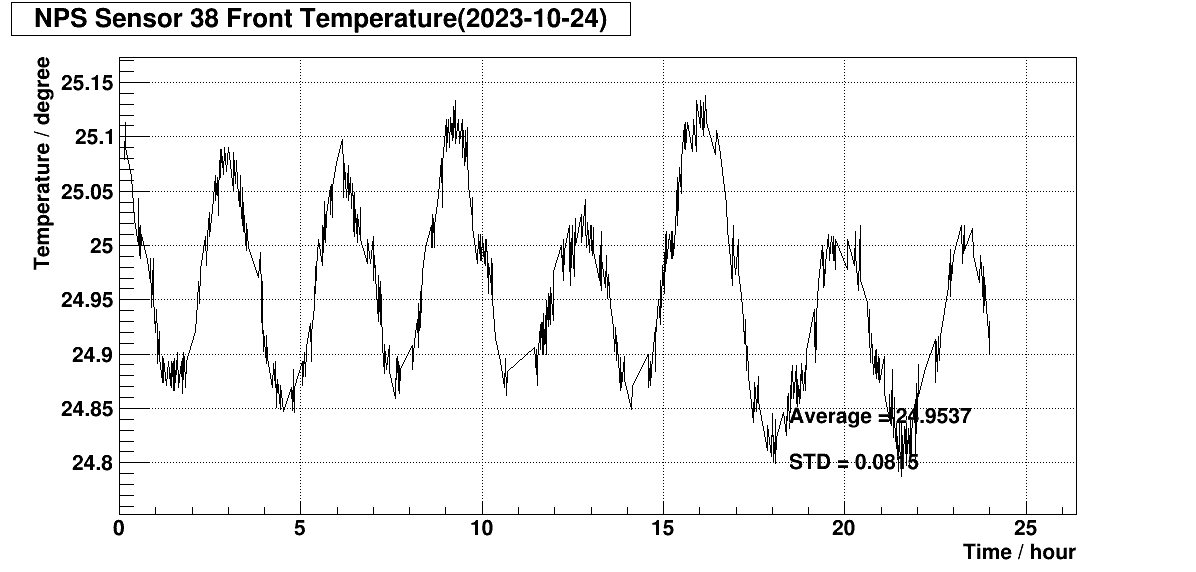 NPS Sensor 38 Front Temperature(2023-10-24)
Temperature / degree
25.15
25.1
25.05
25
24.95
24.9
24.85
24.8
Average = 24.9537
STD = 0.0815
0 5 10 15 20 25
Time / hour